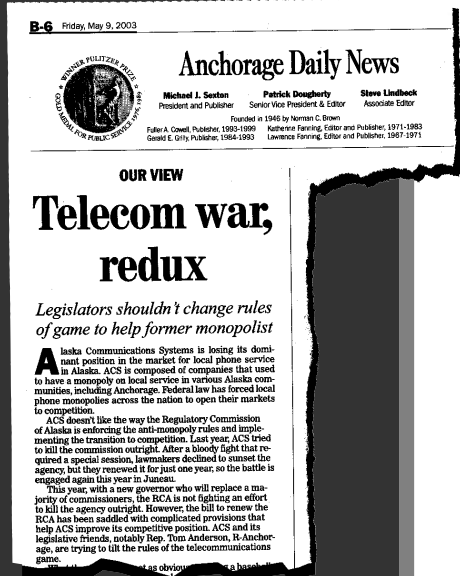 B-6 Friday, May 9, 2003
WINNER PULITZER PRIZE
GOLD MEDAL FOR PUBLIC SERVICE 1976, 1989
Anchorage Daily News
Michael J. Sexton
President and Publisher
Patrick Dougherty
Senior Vice President & Editor
Steve Lindbeck
Associate Editor
Founded in 1946 by Norman C. Brown
Fuller A. Cowell, Publisher, 1993-1999 Katherine Fanning, Editor and Publisher, 1971-1983
Gerald E. Grilly, Publisher, 1984-1993 Lawrence Fanning, Editor and Publisher, 1967-1971
OUR VIEW
Telecom war,
redux
Legislators shouldn't change rules
of game to help former monopolist
Alaska Communications Systems is losing its domi-
nant position in the market for local phone service
in Alaska. ACS is composed of companies that used
to have a monopoly on local service in various Alaska com-
munities, including Anchorage. Federal law has forced local
phone monopolies across the nation to open their markets
to competition.
ACS doesn't like the way the Regulatory Commission
of Alaska is enforcing the anti-monopoly rules and imple-
menting the transition to competition. Last year, ACS tried
to kill the commission outright. After a bloody fight that re-
quired a special session, lawmakers declined to sunset the
agency, but they renewed it for just one year, so the battle is
engaged again this year in Juneau.
This year, with a new governor who will replace a ma-
jority of commissioners, the RCA is not fighting an effort
to kill the agency outright. However, the bill to renew the
RCA has been saddled with complicated provisions that
help ACS improve its competitive position. ACS and its
legislative friends, notably Rep. Tom Anderson, R-Anchor-
age, are trying to tilt the rules of the telecommunications
game.
as obvious